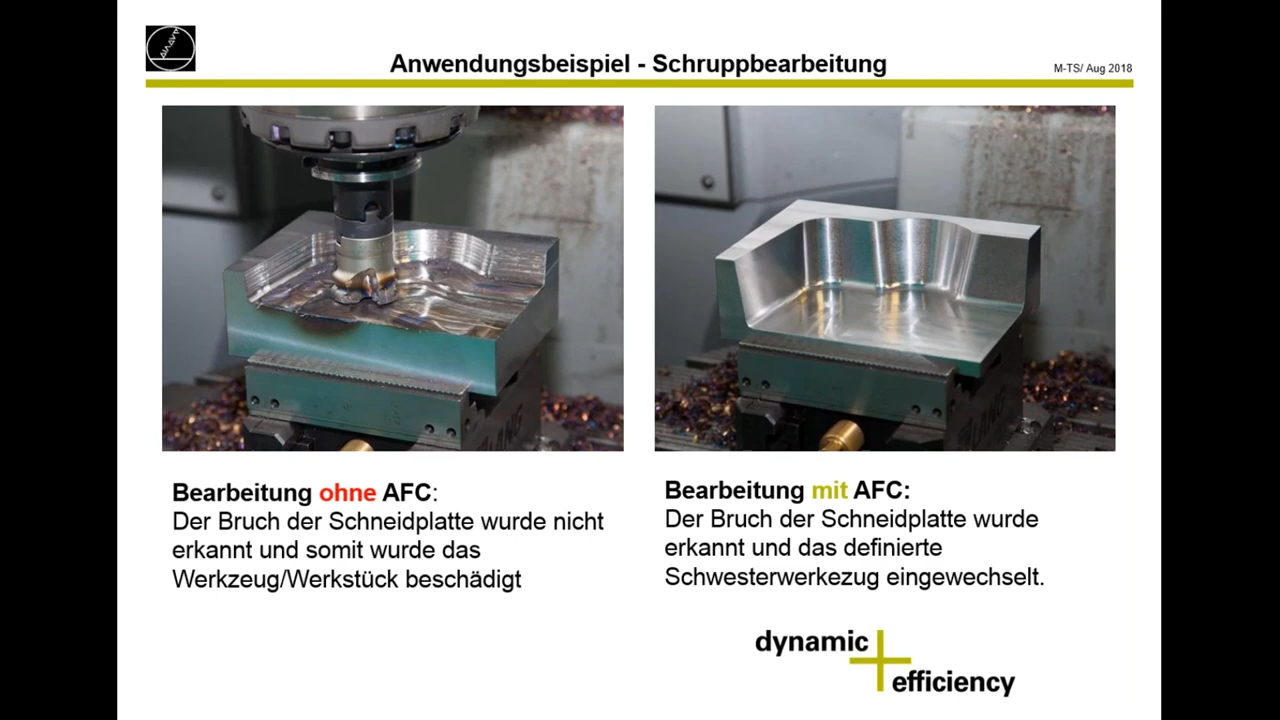 Anwendungsbeispiel - Schruppbearbeitung
M-TS/ Aug 2018
LANG
LANG
Bearbeitung ohne AFC:
Der Bruch der Schneidplatte wurde nicht
erkannt und somit wurde das
Werkzeug/Werkstück beschädigt
Bearbeitung mit AFC:
Der Bruch der Schneidplatte wurde
erkannt und das definierte
Schwesterwerkezug eingewechselt.
dynamic
efficiency